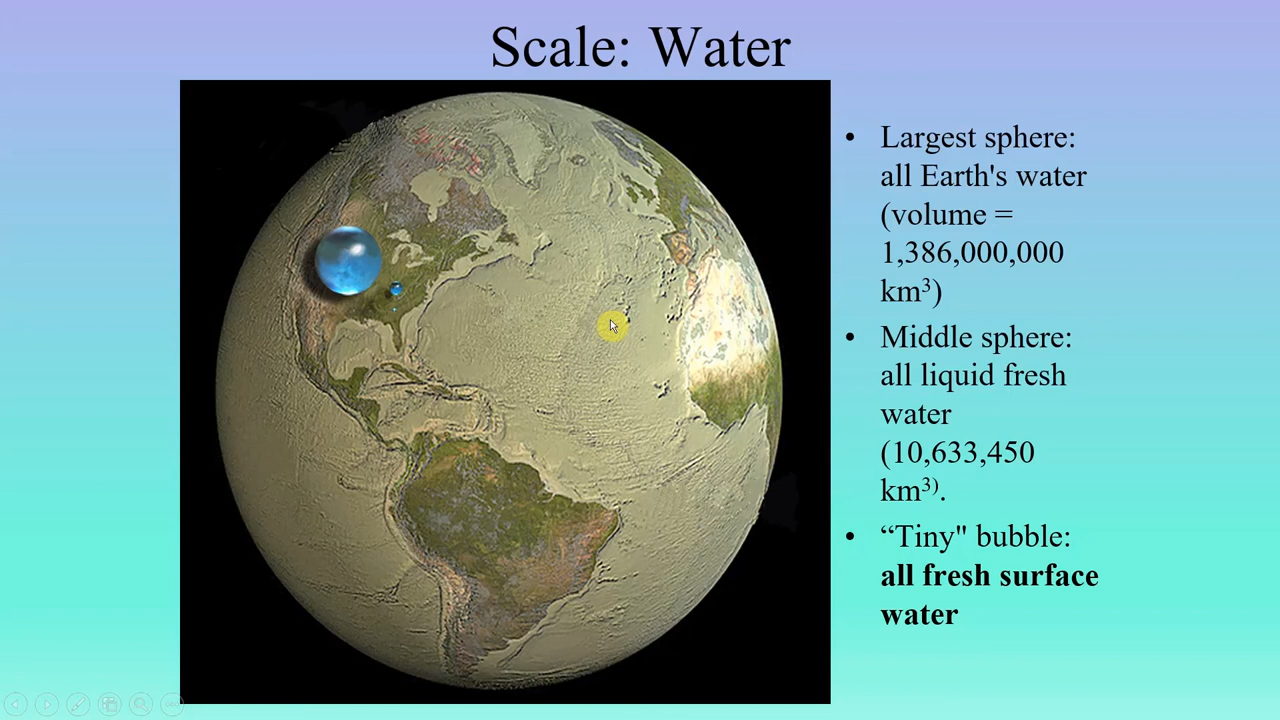 Scale: Water
• Largest sphere:
all Earth's water
(volume =
1,386,000,000
km³)
• Middle sphere:
all liquid fresh
water
(10,633,450
km³⁾.
• “Tiny" bubble:
all fresh surface
water